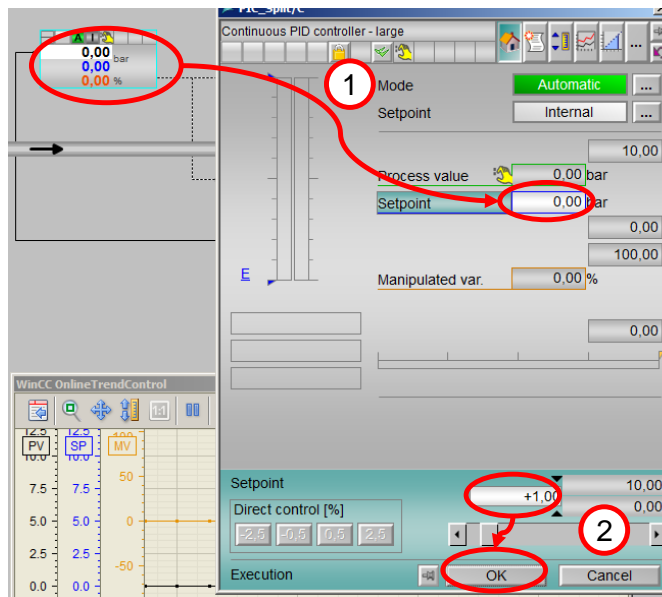 PIC_Split/C
Continuous PID controller - large
A I
0,00 bar
0,00
0,00 %
1
Mode Automatic ...
Setpoint Internal ...
10,00
Process value 0,00 bar
Setpoint 0,00 bar
0,00
100,00
E
Manipulated var. 0,00 %
0,00
WinCC OnlineTrendControl
1:1
12.5 12.5 100
PV SP MV
10.0 10.0
7.5 7.5 50
5.0 5.0 0
2.5 2.5 -50
0.0 0.0
Setpoint
+1,00 10,00
0,00
Direct control [%]
-2,5 -0,5 0,5 2,5
2
Execution OK Cancel